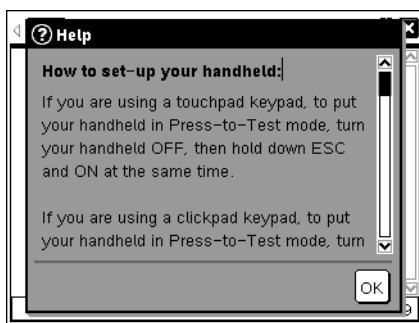 Help
How to set-up your handheld:
If you are using a touchpad keypad, to put
your handheld in Press-to-Test mode, turn
your handheld OFF, then hold down ESC
and ON at the same time.
If you are using a clickpad keypad, to put
your handheld in Press-to-Test mode, turn
OK